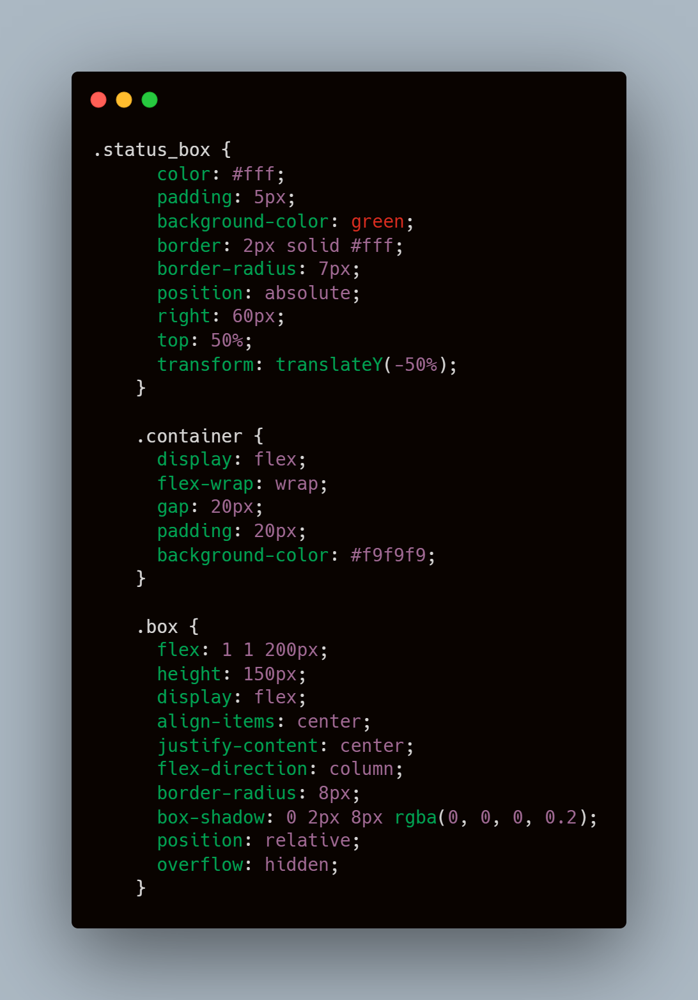 .status_box {
      color: #fff;
      padding: 5px;
      background-color: green;
      border: 2px solid #fff;
      border-radius: 7px;
      position: absolute;
      right: 60px;
      top: 50%;
      transform: translateY(-50%);
    }

    .container {
      display: flex;
      flex-wrap: wrap;
      gap: 20px;
      padding: 20px;
      background-color: #f9f9f9;
    }

    .box {
      flex: 1 1 200px;
      height: 150px;
      display: flex;
      align-items: center;
      justify-content: center;
      flex-direction: column;
      border-radius: 8px;
      box-shadow: 0 2px 8px rgba(0, 0, 0, 0.2);
      position: relative;
      overflow: hidden;
    }